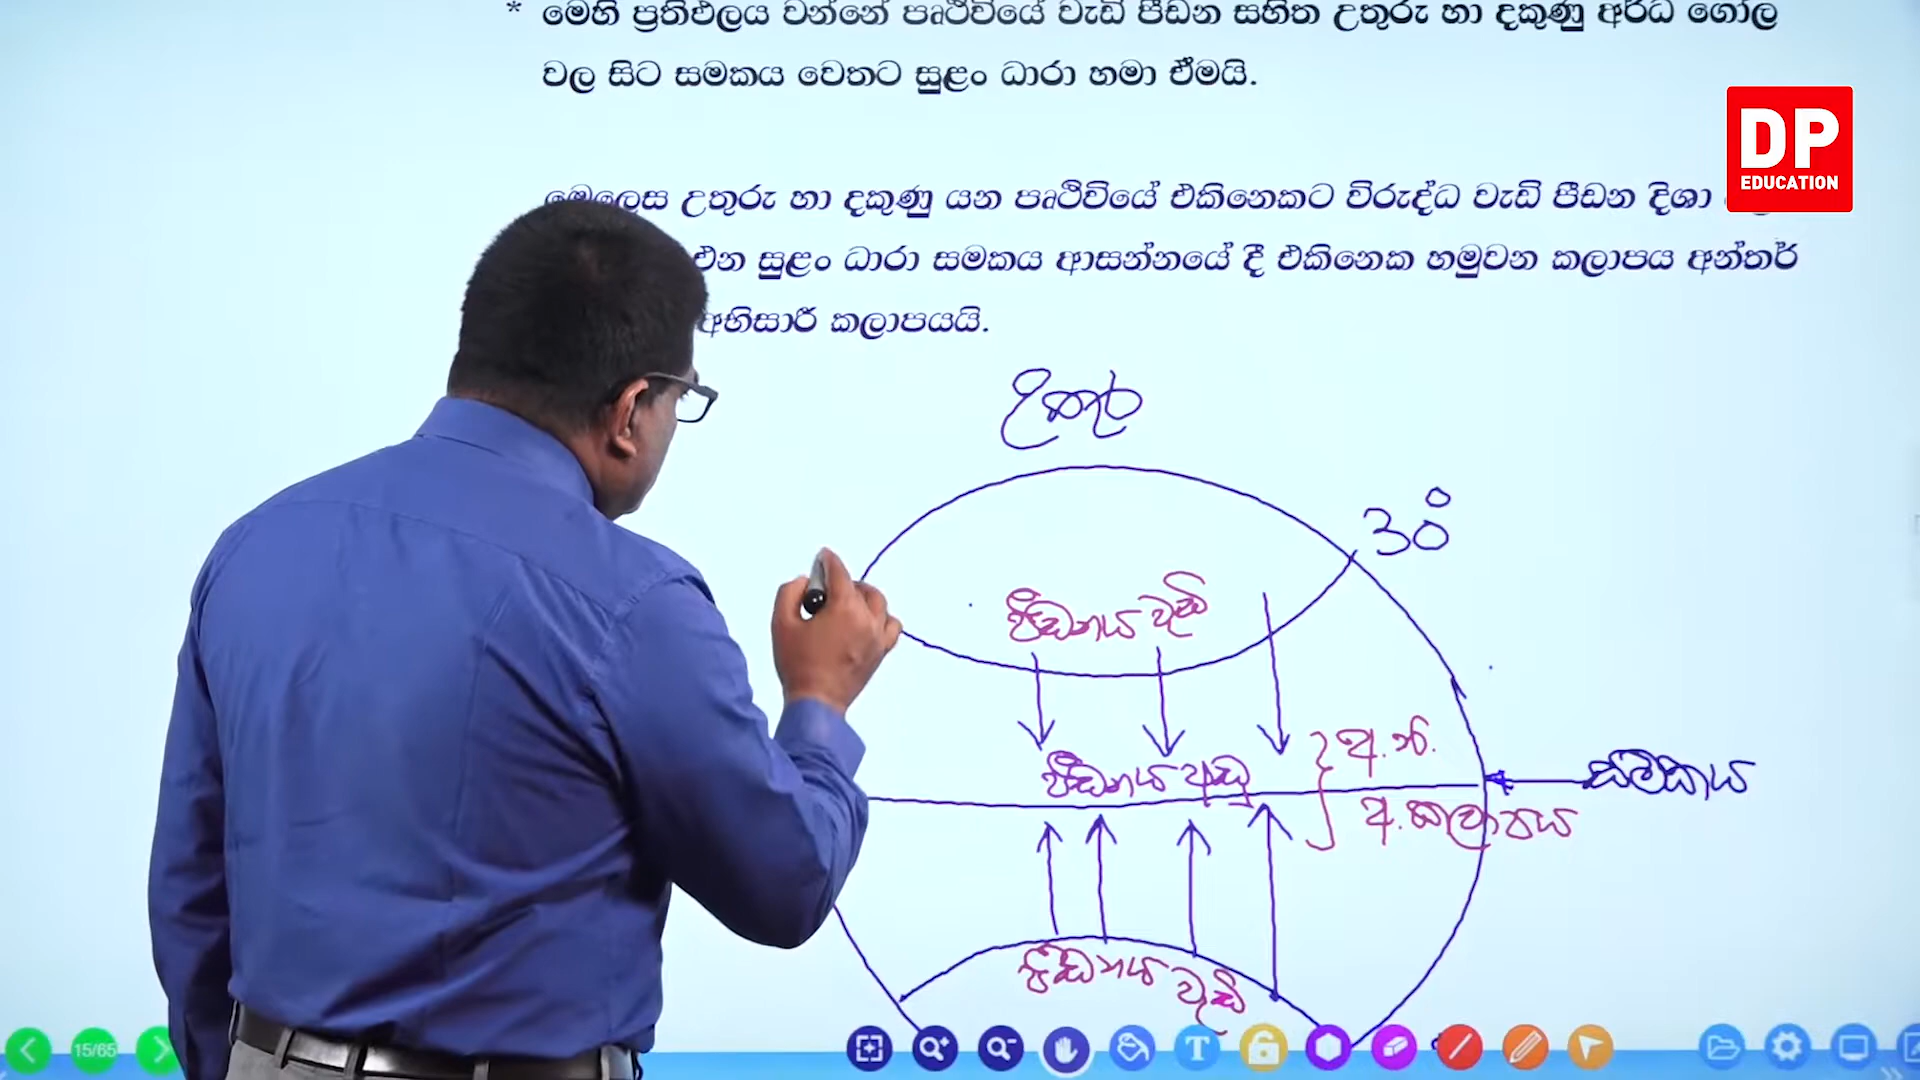 * මෙහි ප්‍රතිඵලය වන්නේ පෘථිවියේ වැඩි පීඩන සහිත උතුරු හා දකුණු අර්ධ ගෝල
වල සිට සමකය වෙතට සුළං ධාරා හමා ඒමයි.
DP
EDUCATION
මෙලෙස උතුරු හා දකුණු යන පෘථිවියේ එකිනෙකට විරුද්ධ වැඩි පීඩන දිශා
එන සුළං ධාරා සමකය ආසන්නයේ දී එකිනෙක හමුවන කලාපය අන්තර්
අභිසාරී කලාපයයි.
උතුර
30°
පීඩනය වැඩි
පීඩනය අඩු
අ.නි.
සමකය
අ.කලාපය
පීඩනය වැඩි
15/65